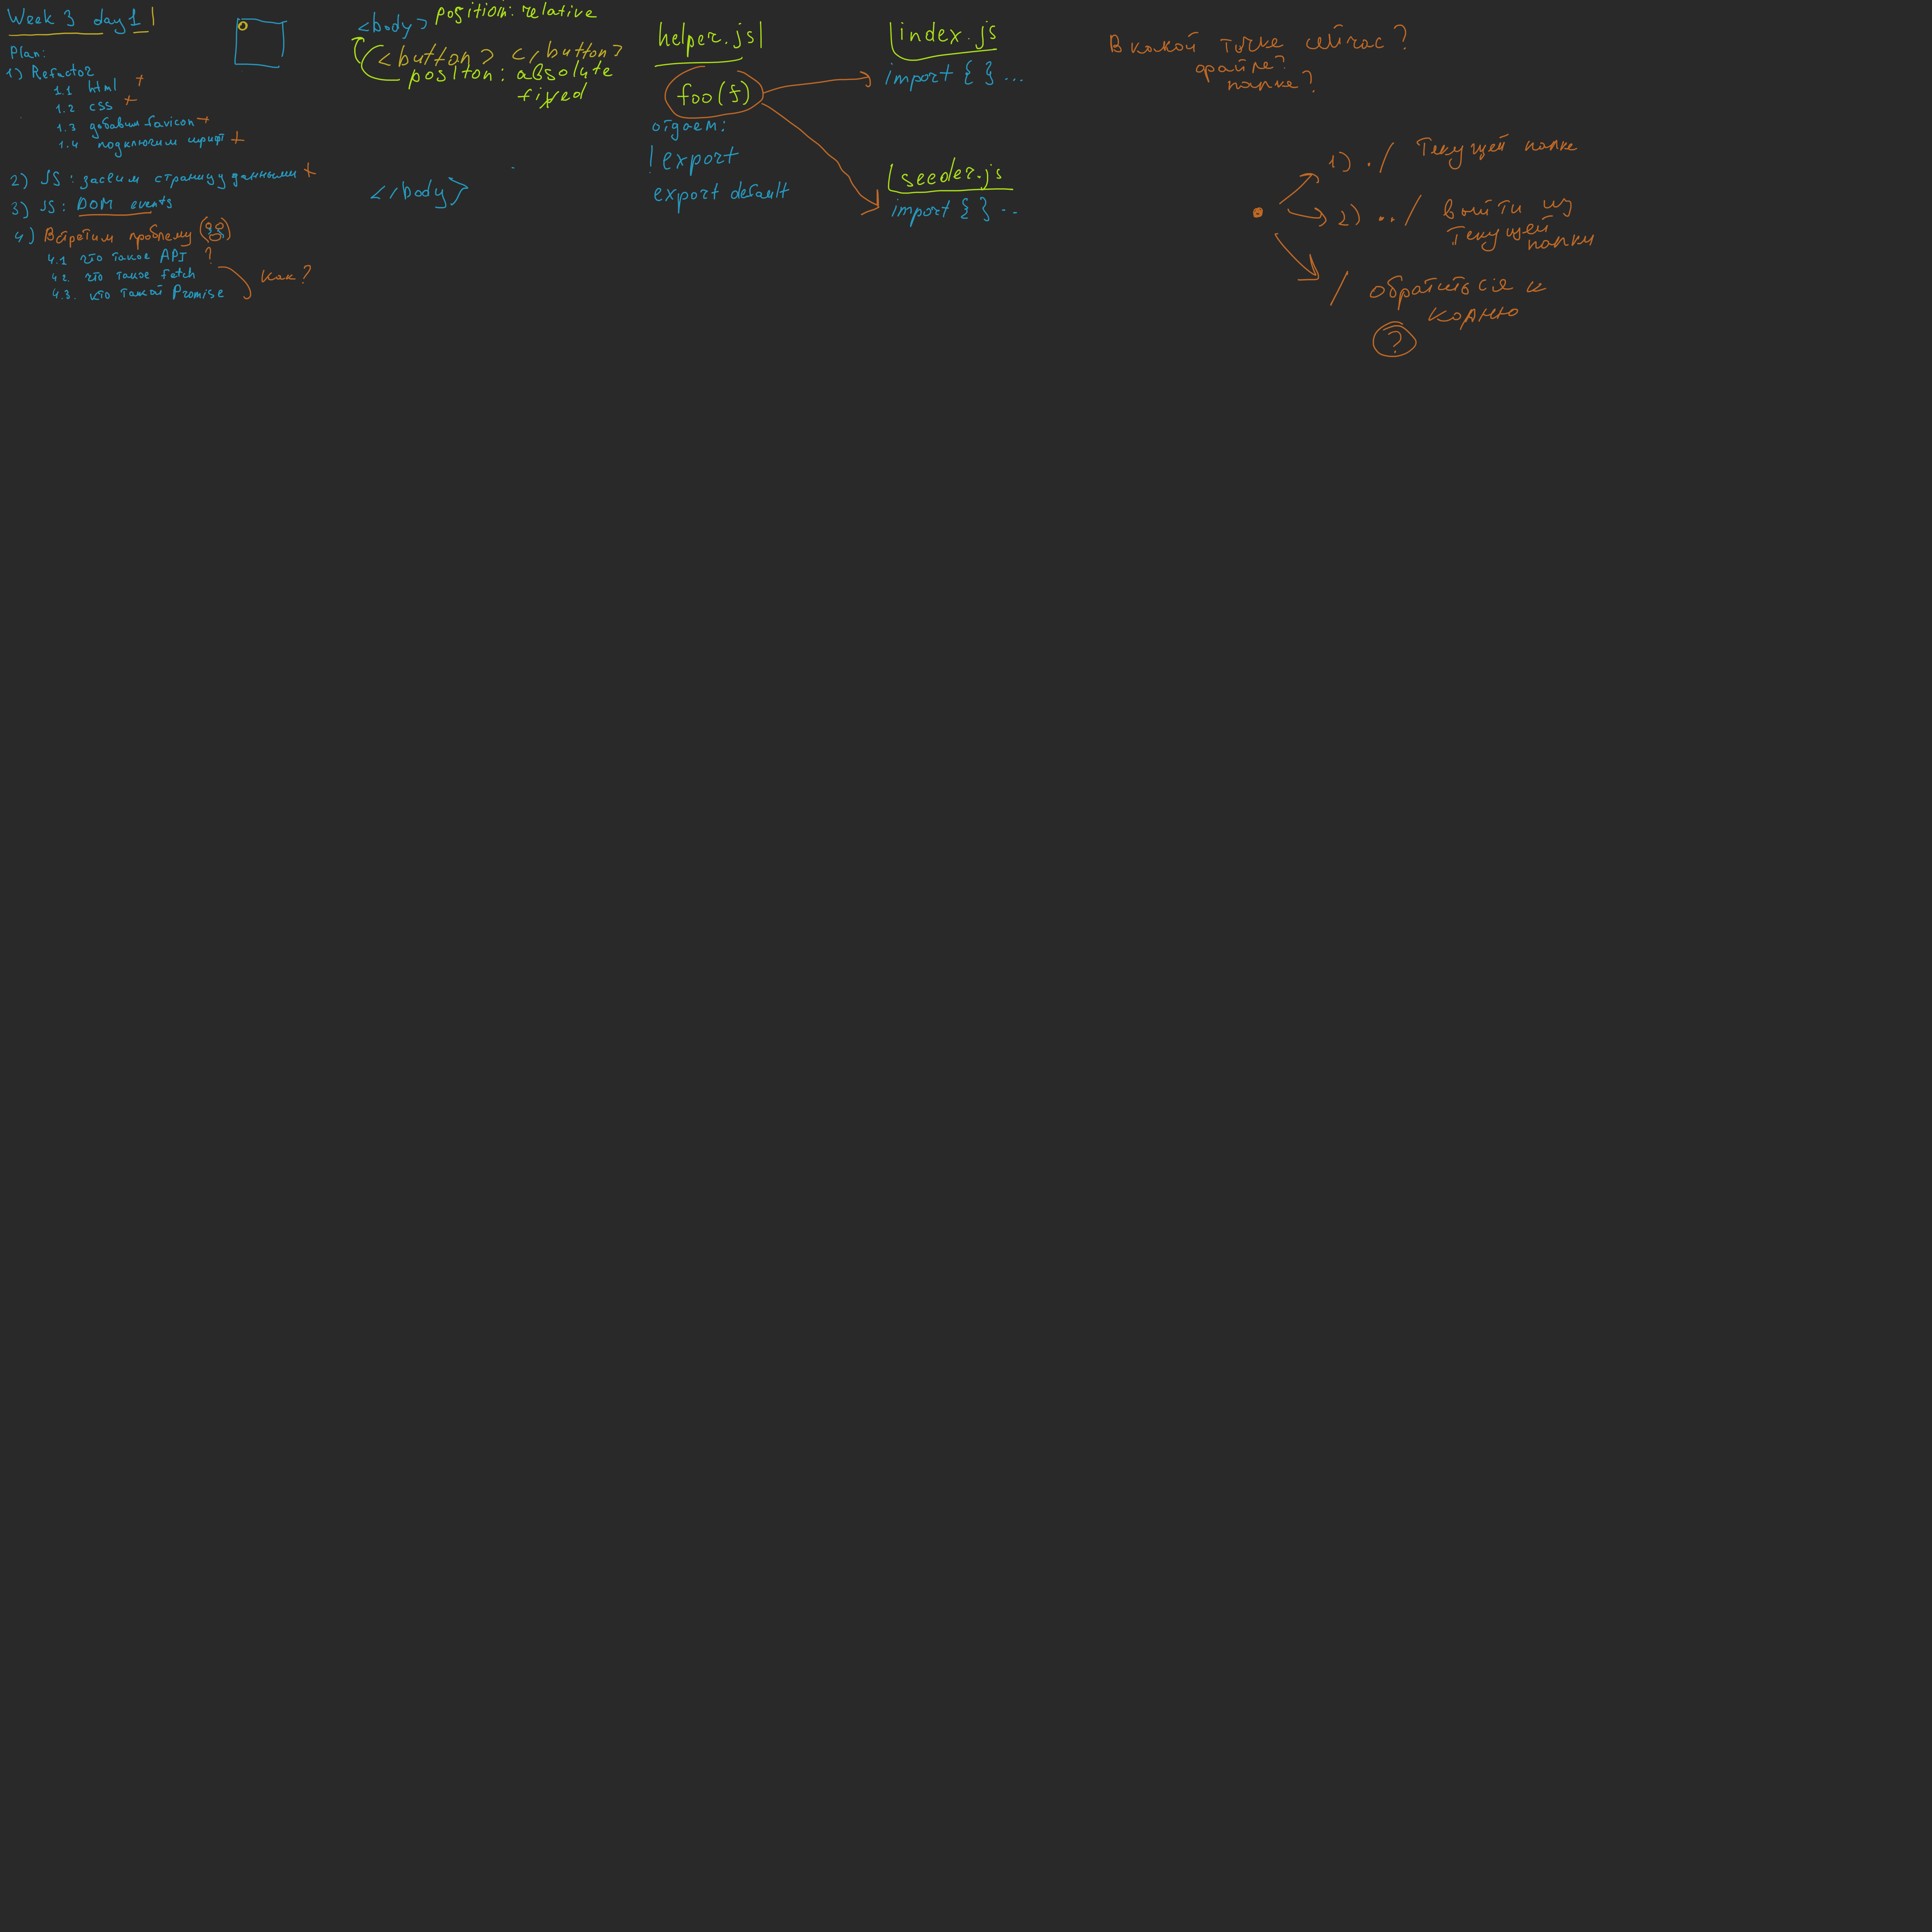 Week 3 day 1
Plan:
1) Refactor
1.1 html +
1.2 css +
1.3 добавим favicon +
1.4 подключим шрифт +
2) JS: засеим страницу данными +
3) JS: DOM events
4) Встретим проблему
4.1 что такое API ?
4.2. что такое fetch
4.3. кто такой Promise
как?
<body> position: relative
<button> </button>
positon: absolute
fixed
</body>
helper.js
foo(f)
отдаем:
! export
export default
index.js
import { } ...
seeder.js
import { } ..
В какой точке сейчас?
файле?
папке?
1) ./ Текущей папке
2) ../ выйти из
текущей
папки
/ обратиться к
корню
?